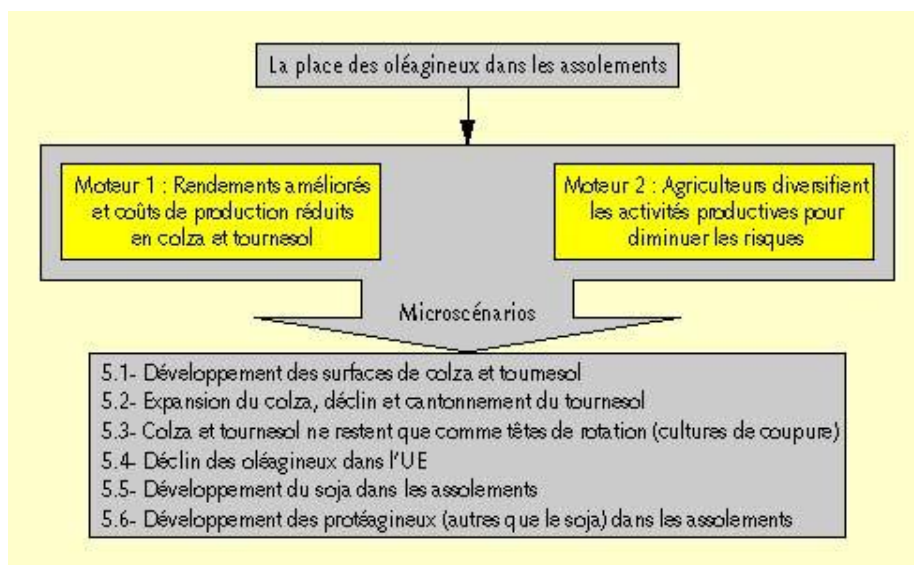 La place des oléagineux dans les assolements
Moteur 1 : Rendements améliorés
et coûts de production réduits
en colza et tournesol
Moteur 2 : Agriculteurs diversifient
les activités productives pour
diminuer les risques
Microscénarios
5.1- Développement des surfaces de colza et tournesol
5.2- Expansion du colza, déclin et cantonnement du tournesol
5.3- Colza et tournesol ne restent que comme têtes de rotation (cultures de coupure)
5.4- Déclin des oléagineux dans l'UE
5.5- Développement du soja dans les assolements
5.6- Développement des protéagineux (autres que le soja) dans les assolements